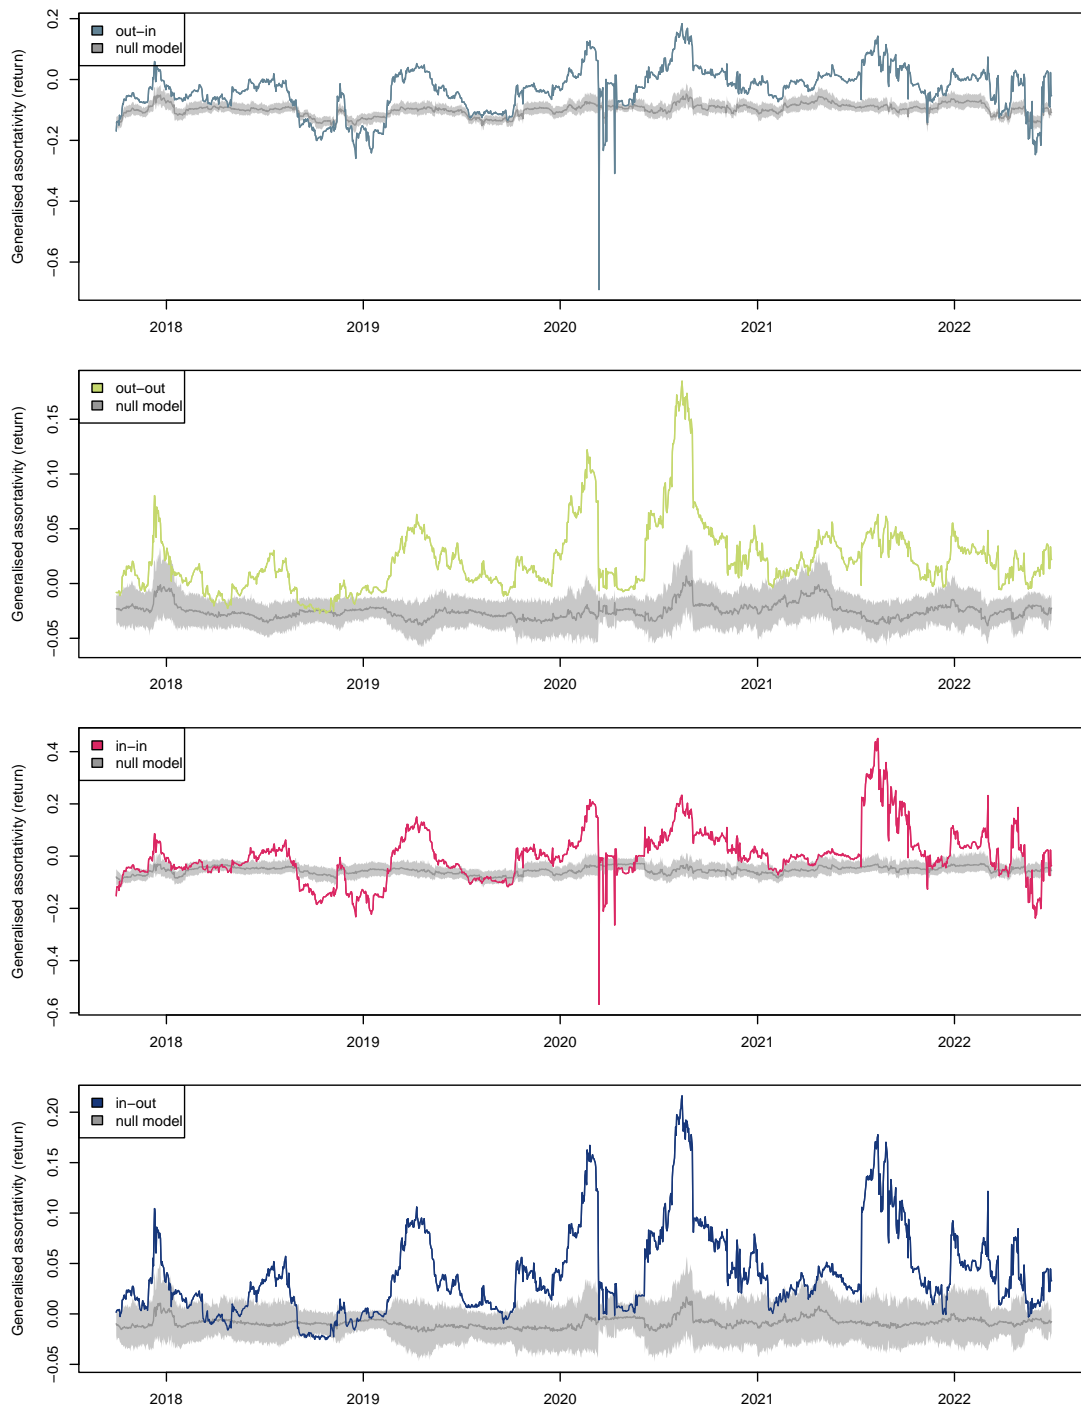 Generalised assortativity (return)
out−in
null model
0.2
0.0
−0.2
−0.4
−0.6
2018 2019 2020 2021 2022
Generalised assortativity (return)
out−out
null model
0.15
0.10
0.05
0.00
−0.05
2018 2019 2020 2021 2022
Generalised assortativity (return)
in−in
null model
0.4
0.2
0.0
−0.2
−0.4
−0.6
2018 2019 2020 2021 2022
Generalised assortativity (return)
in−out
null model
0.20
0.15
0.10
0.05
0.00
−0.05
2018 2019 2020 2021 2022